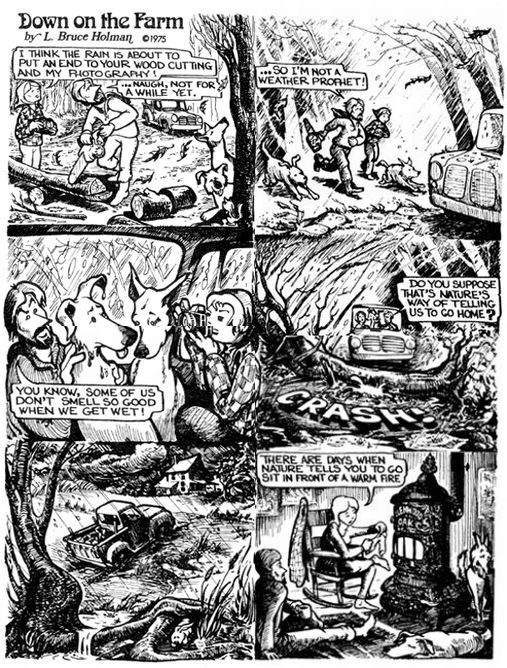 Down on the Farm
by L. Bruce Holman ©1975
I THINK THE RAIN IS ABOUT TO
PUT AN END TO YOUR WOOD CUTTING
AND MY PHOTOGRAPHY!
...NAUGH, NOT FOR
A WHILE YET.
...SO I'M NOT A
WEATHER PROPHET!
YOU KNOW, SOME OF US
DON'T SMELL SO GOOD
WHEN WE GET WET!
DO YOU SUPPOSE
THAT'S NATURE'S
WAY OF TELLING
US TO GO HOME?
CRASH!
THERE ARE DAYS WHEN
NATURE TELLS YOU TO GO
SIT IN FRONT OF A WARM FIRE